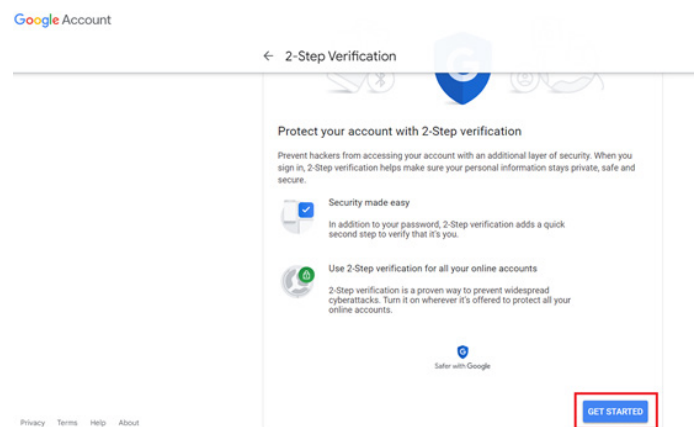 Google Account
← 2-Step Verification
Protect your account with 2-Step verification
Prevent hackers from accessing your account with an additional layer of security. When you
sign in, 2-Step verification helps make sure your personal information stays private, safe and
secure.
Security made easy
In addition to your password, 2-Step verification adds a quick
second step to verify that it's you.
Use 2-Step verification for all your online accounts
2-Step verification is a proven way to prevent widespread
cyberattacks. Turn it on wherever it's offered to protect all your
online accounts.
Safer with Google
GET STARTED
Privacy Terms Help About